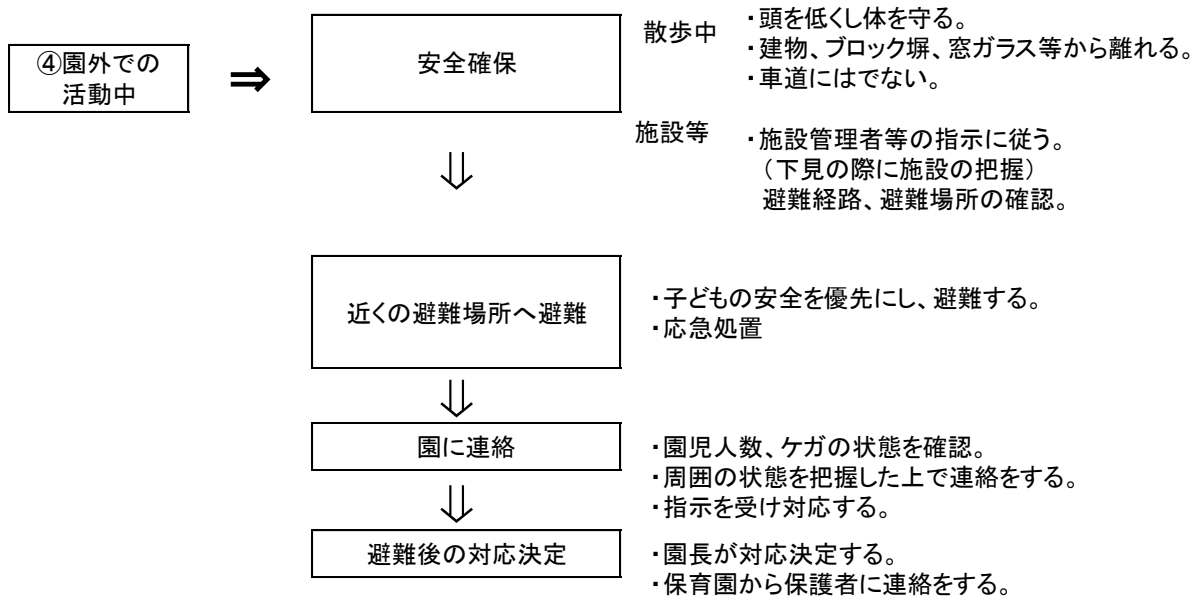 ④園外での
活動中
⇒
安全確保
散歩中
・頭を低くし体を守る。
・建物、ブロック塀、窓ガラス等から離れる。
・車道にはでない。
施設等
・施設管理者等の指示に従う。
（下見の際に施設の把握）
避難経路、避難場所の確認。
⇓
近くの避難場所へ避難
・子どもの安全を優先にし、避難する。
・応急処置
⇓
園に連絡
・園児人数、ケガの状態を確認。
・周囲の状態を把握した上で連絡をする。
・指示を受け対応する。
⇓
避難後の対応決定
・園長が対応決定する。
・保育園から保護者に連絡をする。